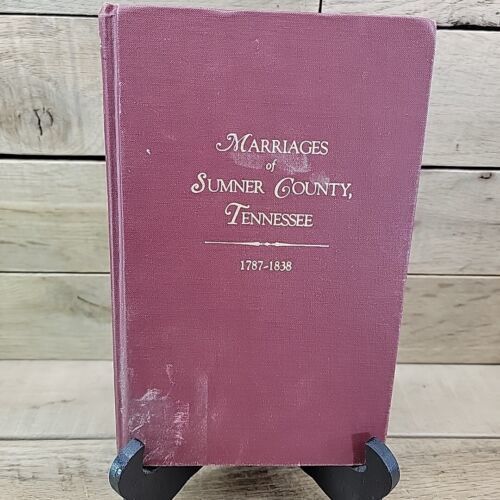 MARRIAGES
of
SUMNER COUNTY,
TENNESSEE
1787-1838